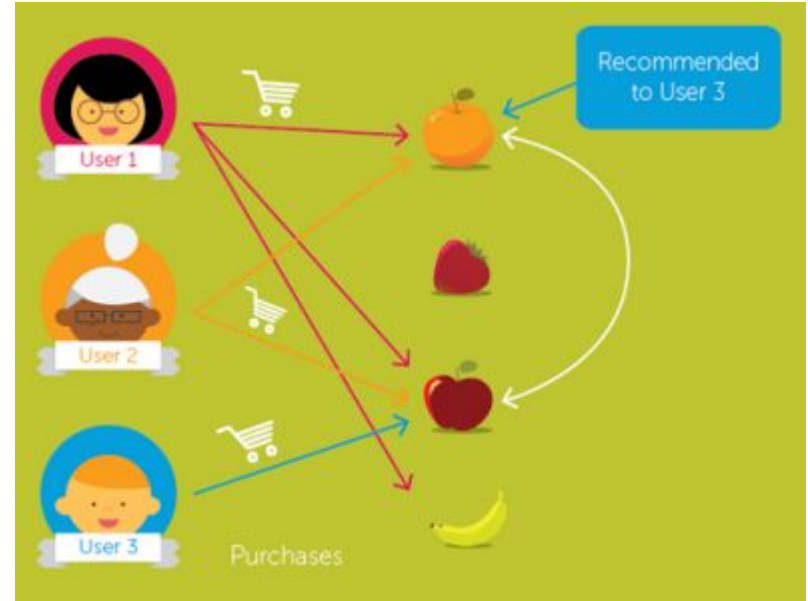 Recommended
to User 3
User 1
User 2
User 3
Purchases